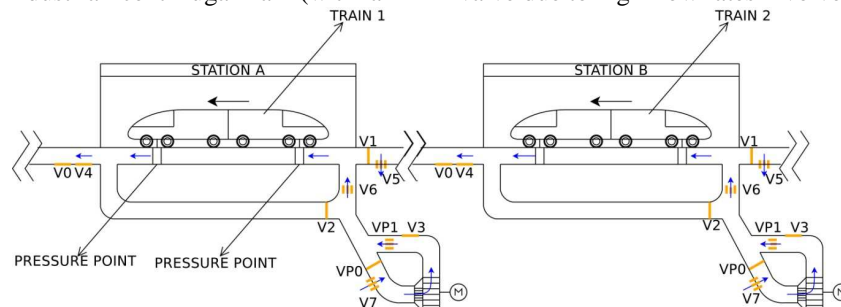 TRAIN 1
TRAIN 2
STATION A
STATION B
V1
V1
V0 V4
V5
V0 V4
V5
V6
V6
V2
VP1
V3
V2
VP1
V3
PRESSURE POINT
PRESSURE POINT
VP0
VP0
V7
M
V7
M